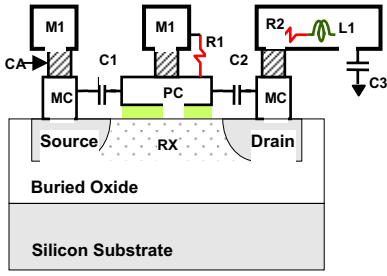 M1 M1 R1 R2 L1
CA C1 C2 C3
MC PC MC
Source RX Drain
Buried Oxide
Silicon Substrate